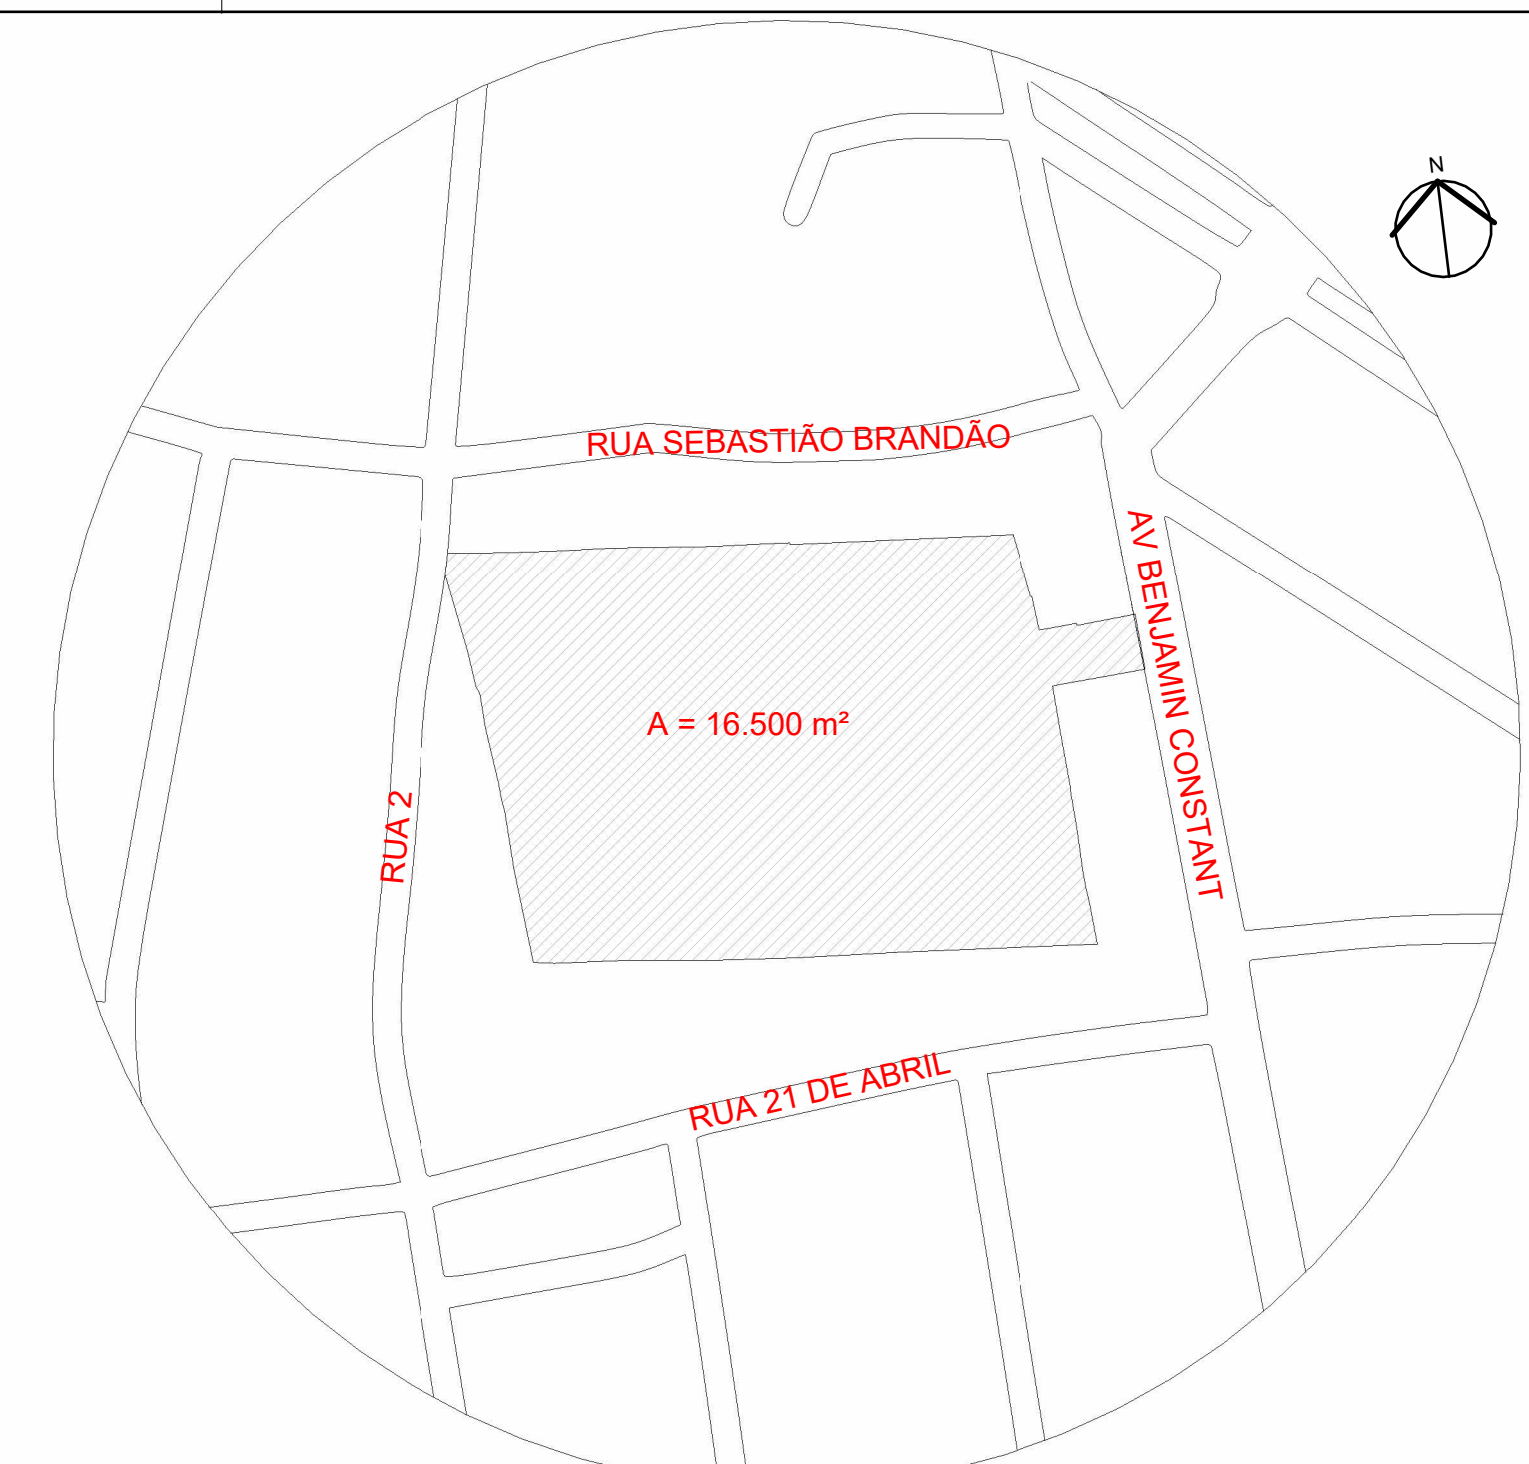 N
RUA SEBASTIÃO BRANDÃO
AV BENJAMIN CONSTANT
A = 16.500 m²
RUA 2
RUA 21 DE ABRIL